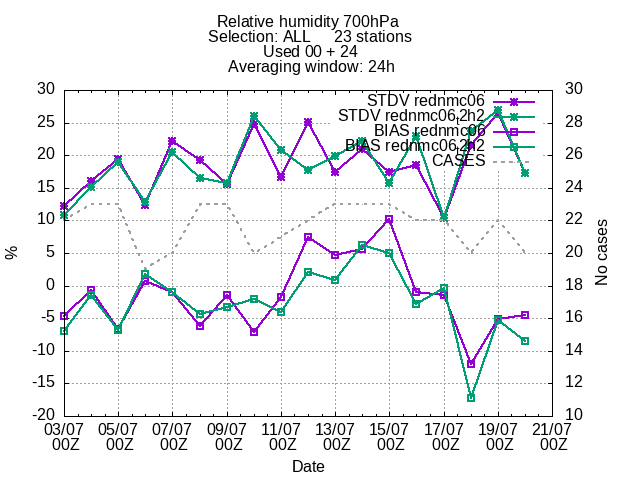 Relative humidity 700hPa
Selection: ALL 23 stations
Used 00 + 24
Averaging window: 24h
STDV rednmc06
STDV rednmc06,2h2
BIAS rednmc06
BIAS rednmc06,2h2
CASES
30
25
20
15
10
5
0
-5
-10
-15
-20
%
30
28
26
24
22
20
18
16
14
12
10
No cases
03/07 05/07 07/07 09/07 11/07 13/07 15/07 17/07 19/07 21/07
00Z 00Z 00Z 00Z 00Z 00Z 00Z 00Z 00Z 00Z
Date